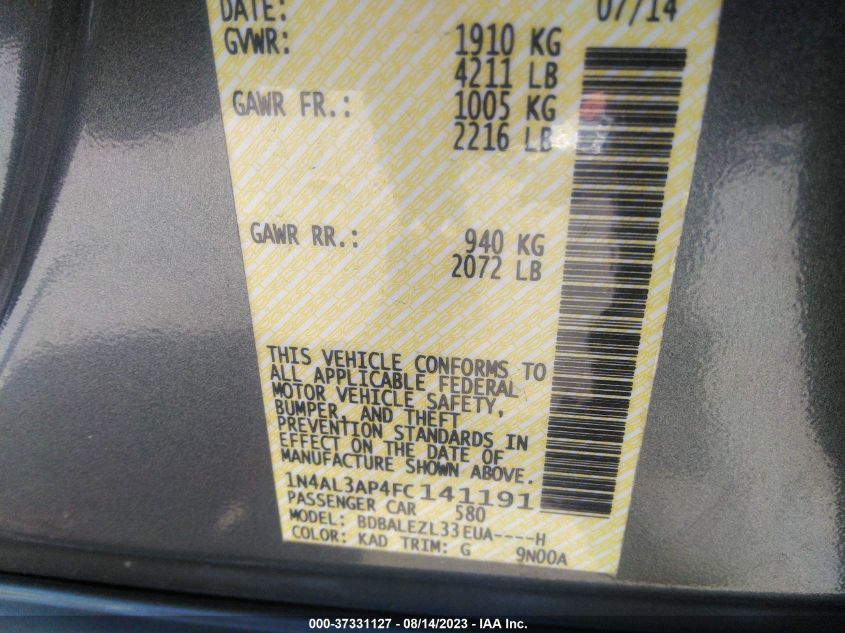 DATE: 07/14
GVWR: 1910 KG
4211 LB
GAWR FR.: 1005 KG
2216 LB
GAWR RR.: 940 KG
2072 LB
THIS VEHICLE CONFORMS TO
ALL APPLICABLE FEDERAL
MOTOR VEHICLE SAFETY,
BUMPER, AND THEFT
PREVENTION STANDARDS IN
EFFECT ON THE DATE OF
MANUFACTURE SHOWN ABOVE.
1N4AL3AP4FC141191
PASSENGER CAR 580
MODEL: BDBALEZL33EUA----H
COLOR: KAD TRIM: G 9N00A
000-37331127 - 08/14/2023 - IAA Inc.